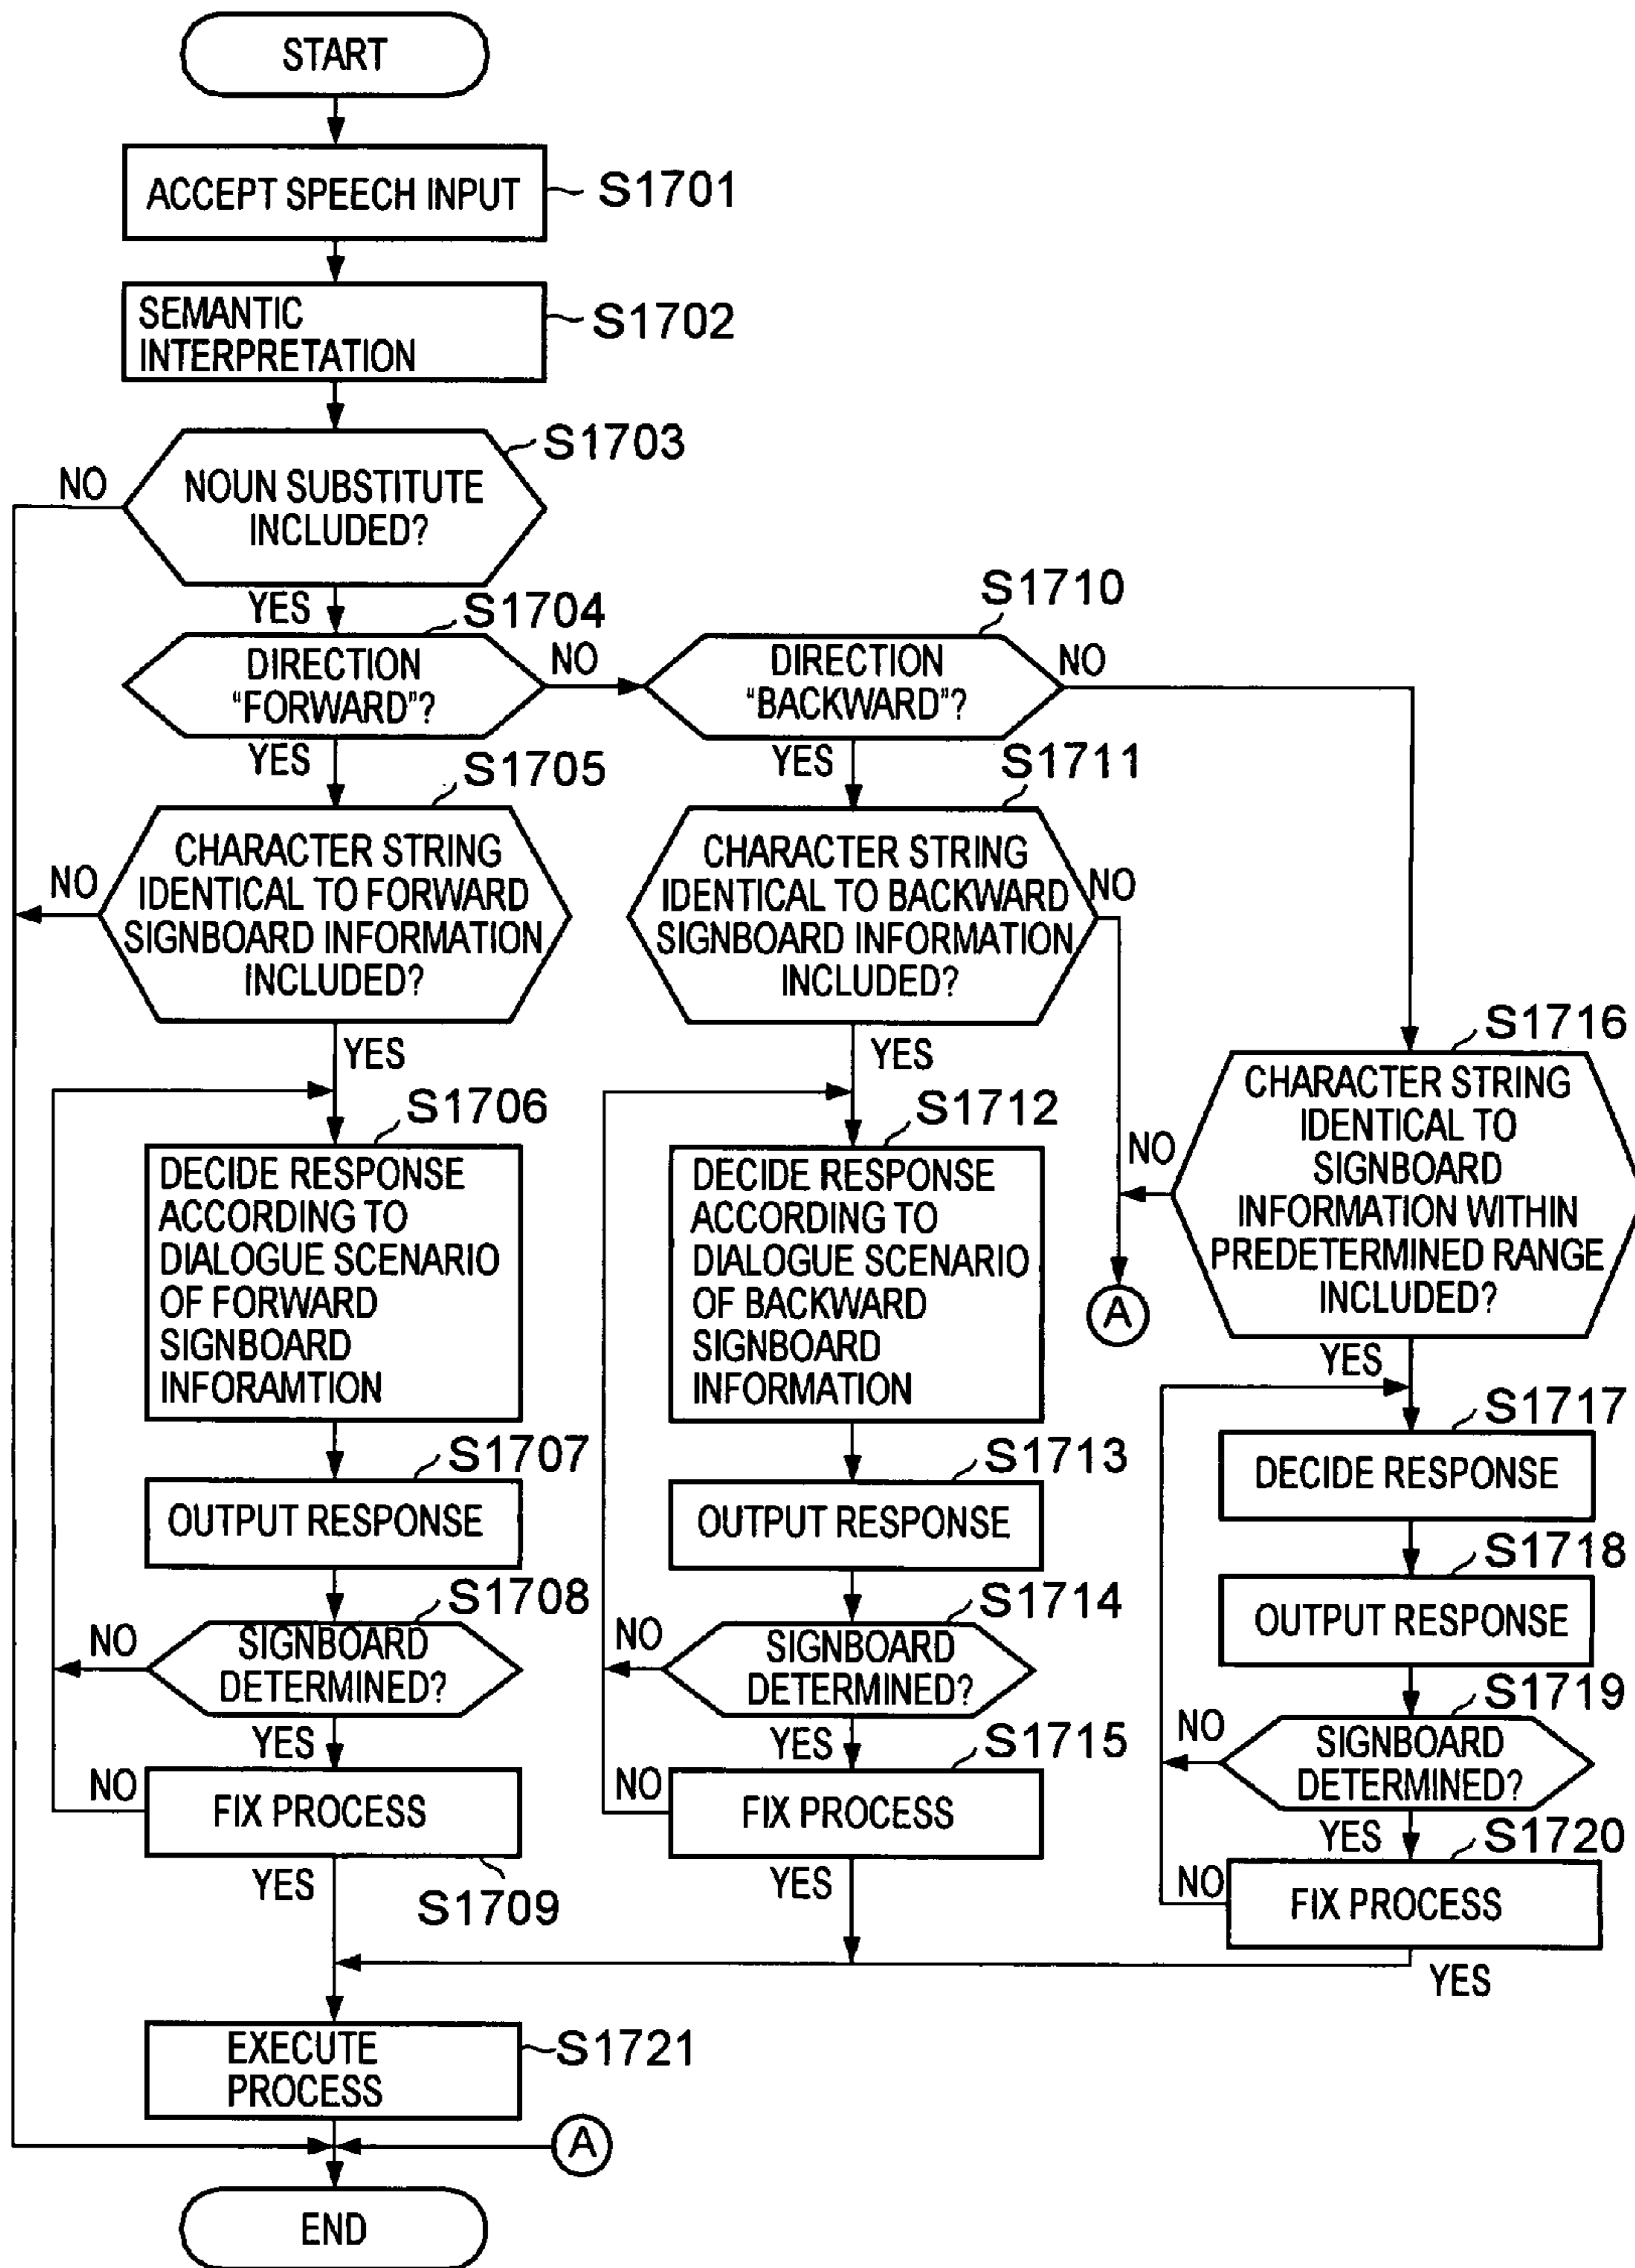 START
ACCEPT SPEECH INPUT
S1701
SEMANTIC
INTERPRETATION
S1702
S1703
NO
NOUN SUBSTITUTE
INCLUDED?
YES
S1704
DIRECTION
"FORWARD"?
NO
S1710
DIRECTION
"BACKWARD"?
NO
YES
S1705
YES
S1711
CHARACTER STRING
IDENTICAL TO FORWARD
SIGNBOARD INFORMATION
INCLUDED?
NO
CHARACTER STRING
IDENTICAL TO BACKWARD
SIGNBOARD INFORMATION
INCLUDED?
NO
YES
YES
S1716
CHARACTER STRING
IDENTICAL TO
SIGNBOARD
INFORMATION WITHIN
PREDETERMINED RANGE
INCLUDED?
NO
A
YES
S1706
DECIDE RESPONSE
ACCORDING TO
DIALOGUE SCENARIO
OF FORWARD
SIGNBOARD
INFORAMTION
S1712
DECIDE RESPONSE
ACCORDING TO
DIALOGUE SCENARIO
OF BACKWARD
SIGNBOARD
INFORMATION
S1717
DECIDE RESPONSE
S1707
OUTPUT RESPONSE
S1713
OUTPUT RESPONSE
S1718
OUTPUT RESPONSE
S1708
NO
SIGNBOARD
DETERMINED?
YES
S1714
NO
SIGNBOARD
DETERMINED?
YES
S1719
NO
SIGNBOARD
DETERMINED?
YES
NO
FIX PROCESS
YES
S1709
S1715
NO
FIX PROCESS
YES
S1720
NO
FIX PROCESS
YES
EXECUTE
PROCESS
S1721
A
END